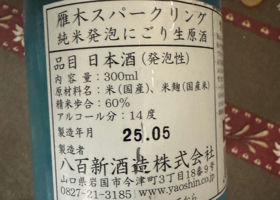 雁木スパークリング
純米発泡にごり生原酒
品目 日本酒(発泡性)
内容量：300ml
原材料名：米(国産)、米麹(国産米)
精米歩合：60%
アルコール分：14度
製造年月 25.05
製造者
八百新酒造株式会社
山口県岩国市今津町3丁目18番9号
0827-21-3185 www.yaoshin.co.jp